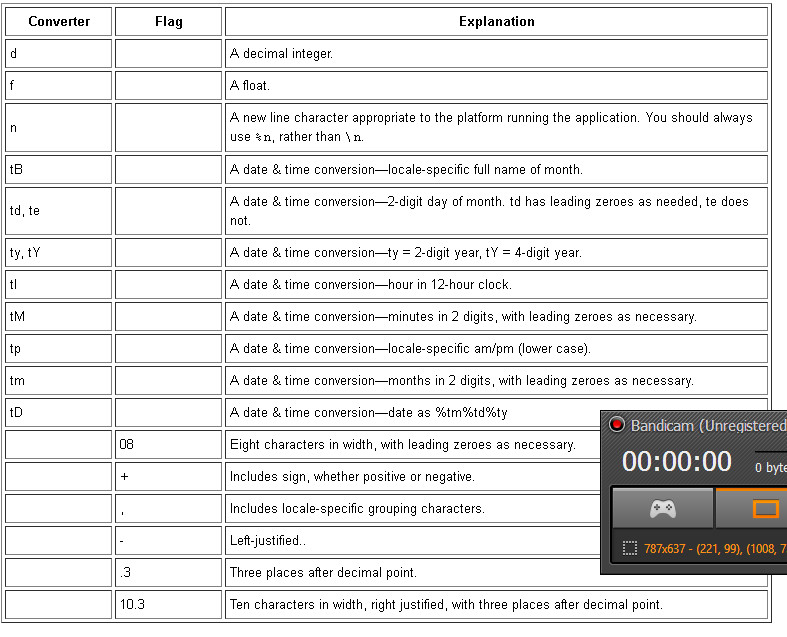 Converter Flag Explanation
d A decimal integer.
f A float.
n A new line character appropriate to the platform running the application. You should always
use %n, rather than \n.
tB A date & time conversion—locale-specific full name of month.
td, te A date & time conversion—2-digit day of month. td has leading zeroes as needed, te does
not.
ty, tY A date & time conversion—ty = 2-digit year, tY = 4-digit year.
tl A date & time conversion—hour in 12-hour clock.
tM A date & time conversion—minutes in 2 digits, with leading zeroes as necessary.
tp A date & time conversion—locale-specific am/pm (lower case).
tm A date & time conversion—months in 2 digits, with leading zeroes as necessary.
tD A date & time conversion—date as %tm%td%ty
08 Eight characters in width, with leading zeroes as necessary.
+ Includes sign, whether positive or negative.
, Includes locale-specific grouping characters.
- Left-justified..
.3 Three places after decimal point.
10.3 Ten characters in width, right justified, with three places after decimal point.
Bandicam (Unregistered
00:00:00 0 byte
787x637 - (221, 99), (1008, 7